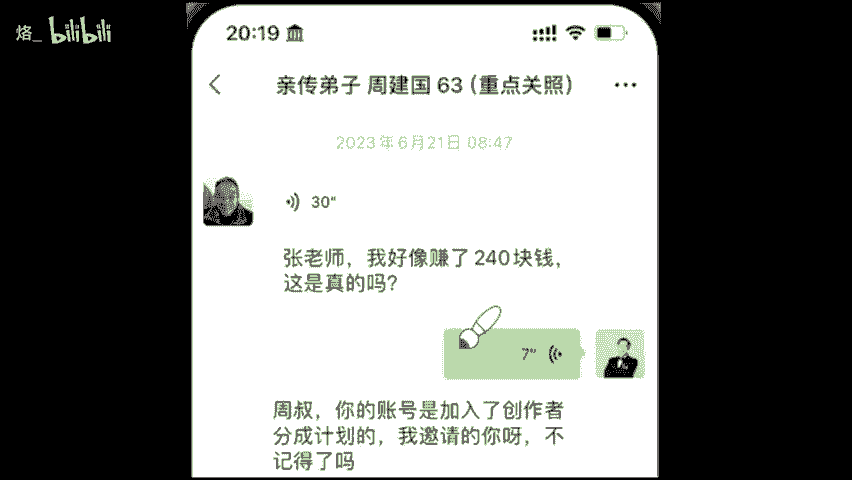 烙_ bilibili
20:19
亲传弟子 周建国 63（重点关照）
2023年6月21日 08:47
30"
张老师，我好像赚了240块钱，
这是真的吗？
7"
周叔，你的账号是加入了创作者
分成计划的，我邀请的你呀，不
记得了吗